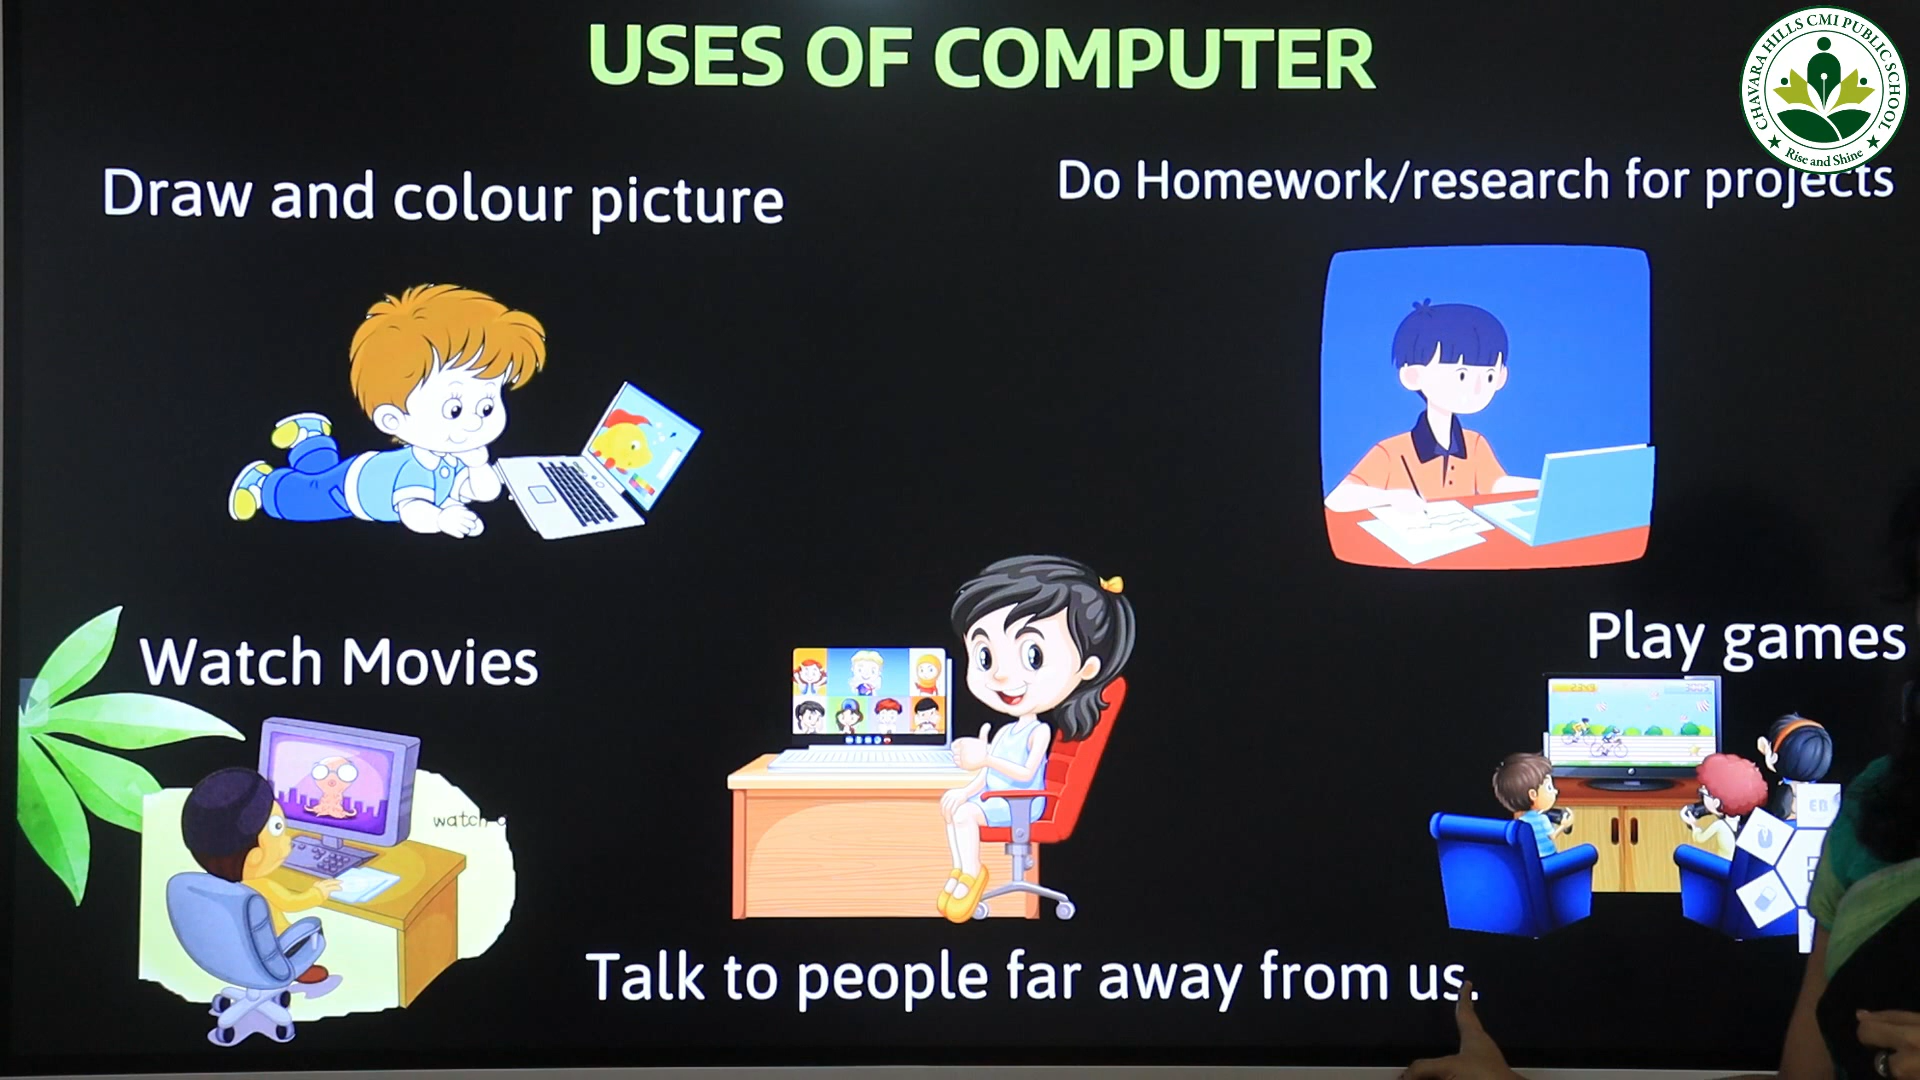 USES OF COMPUTER
CHAVARA HILLS CMI PUBLIC SCHOOL
Rise and Shine
Draw and colour picture
Do Homework/research for projects
Watch Movies
Play games
watch
Talk to people far away from us.